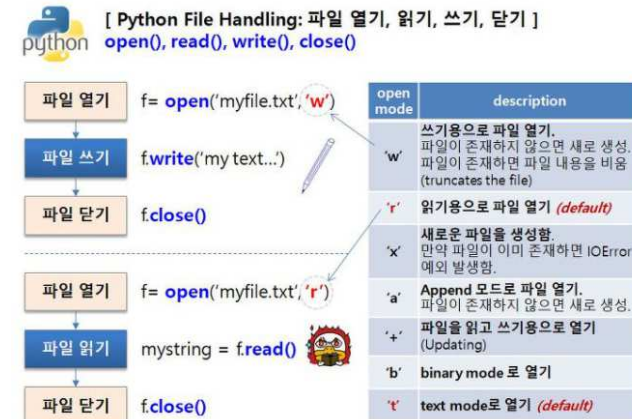 python
[ Python File Handling: 파일 열기, 읽기, 쓰기, 닫기 ]
open(), read(), write(), close()
파일 열기
f= open('myfile.txt', 'w')
파일 쓰기
f.write('my text...')
파일 닫기
f.close()
파일 열기
f= open('myfile.txt', 'r')
파일 읽기
mystring = f.read()
파일 닫기
f.close()
open mode
description
'w'
쓰기용으로 파일 열기.
파일이 존재하지 않으면 새로 생성.
파일이 존재하면 파일 내용을 비움
(truncates the file)
'r'
읽기용으로 파일 열기 (default)
'x'
새로운 파일을 생성함.
만약 파일이 이미 존재하면 IOError
예외 발생함.
'a'
Append 모드로 파일 열기.
파일이 존재하지 않으면 새로 생성.
'+'
파일을 읽고 쓰기용으로 열기
(Updating)
'b'
binary mode 로 열기
't'
text mode로 열기 (default)